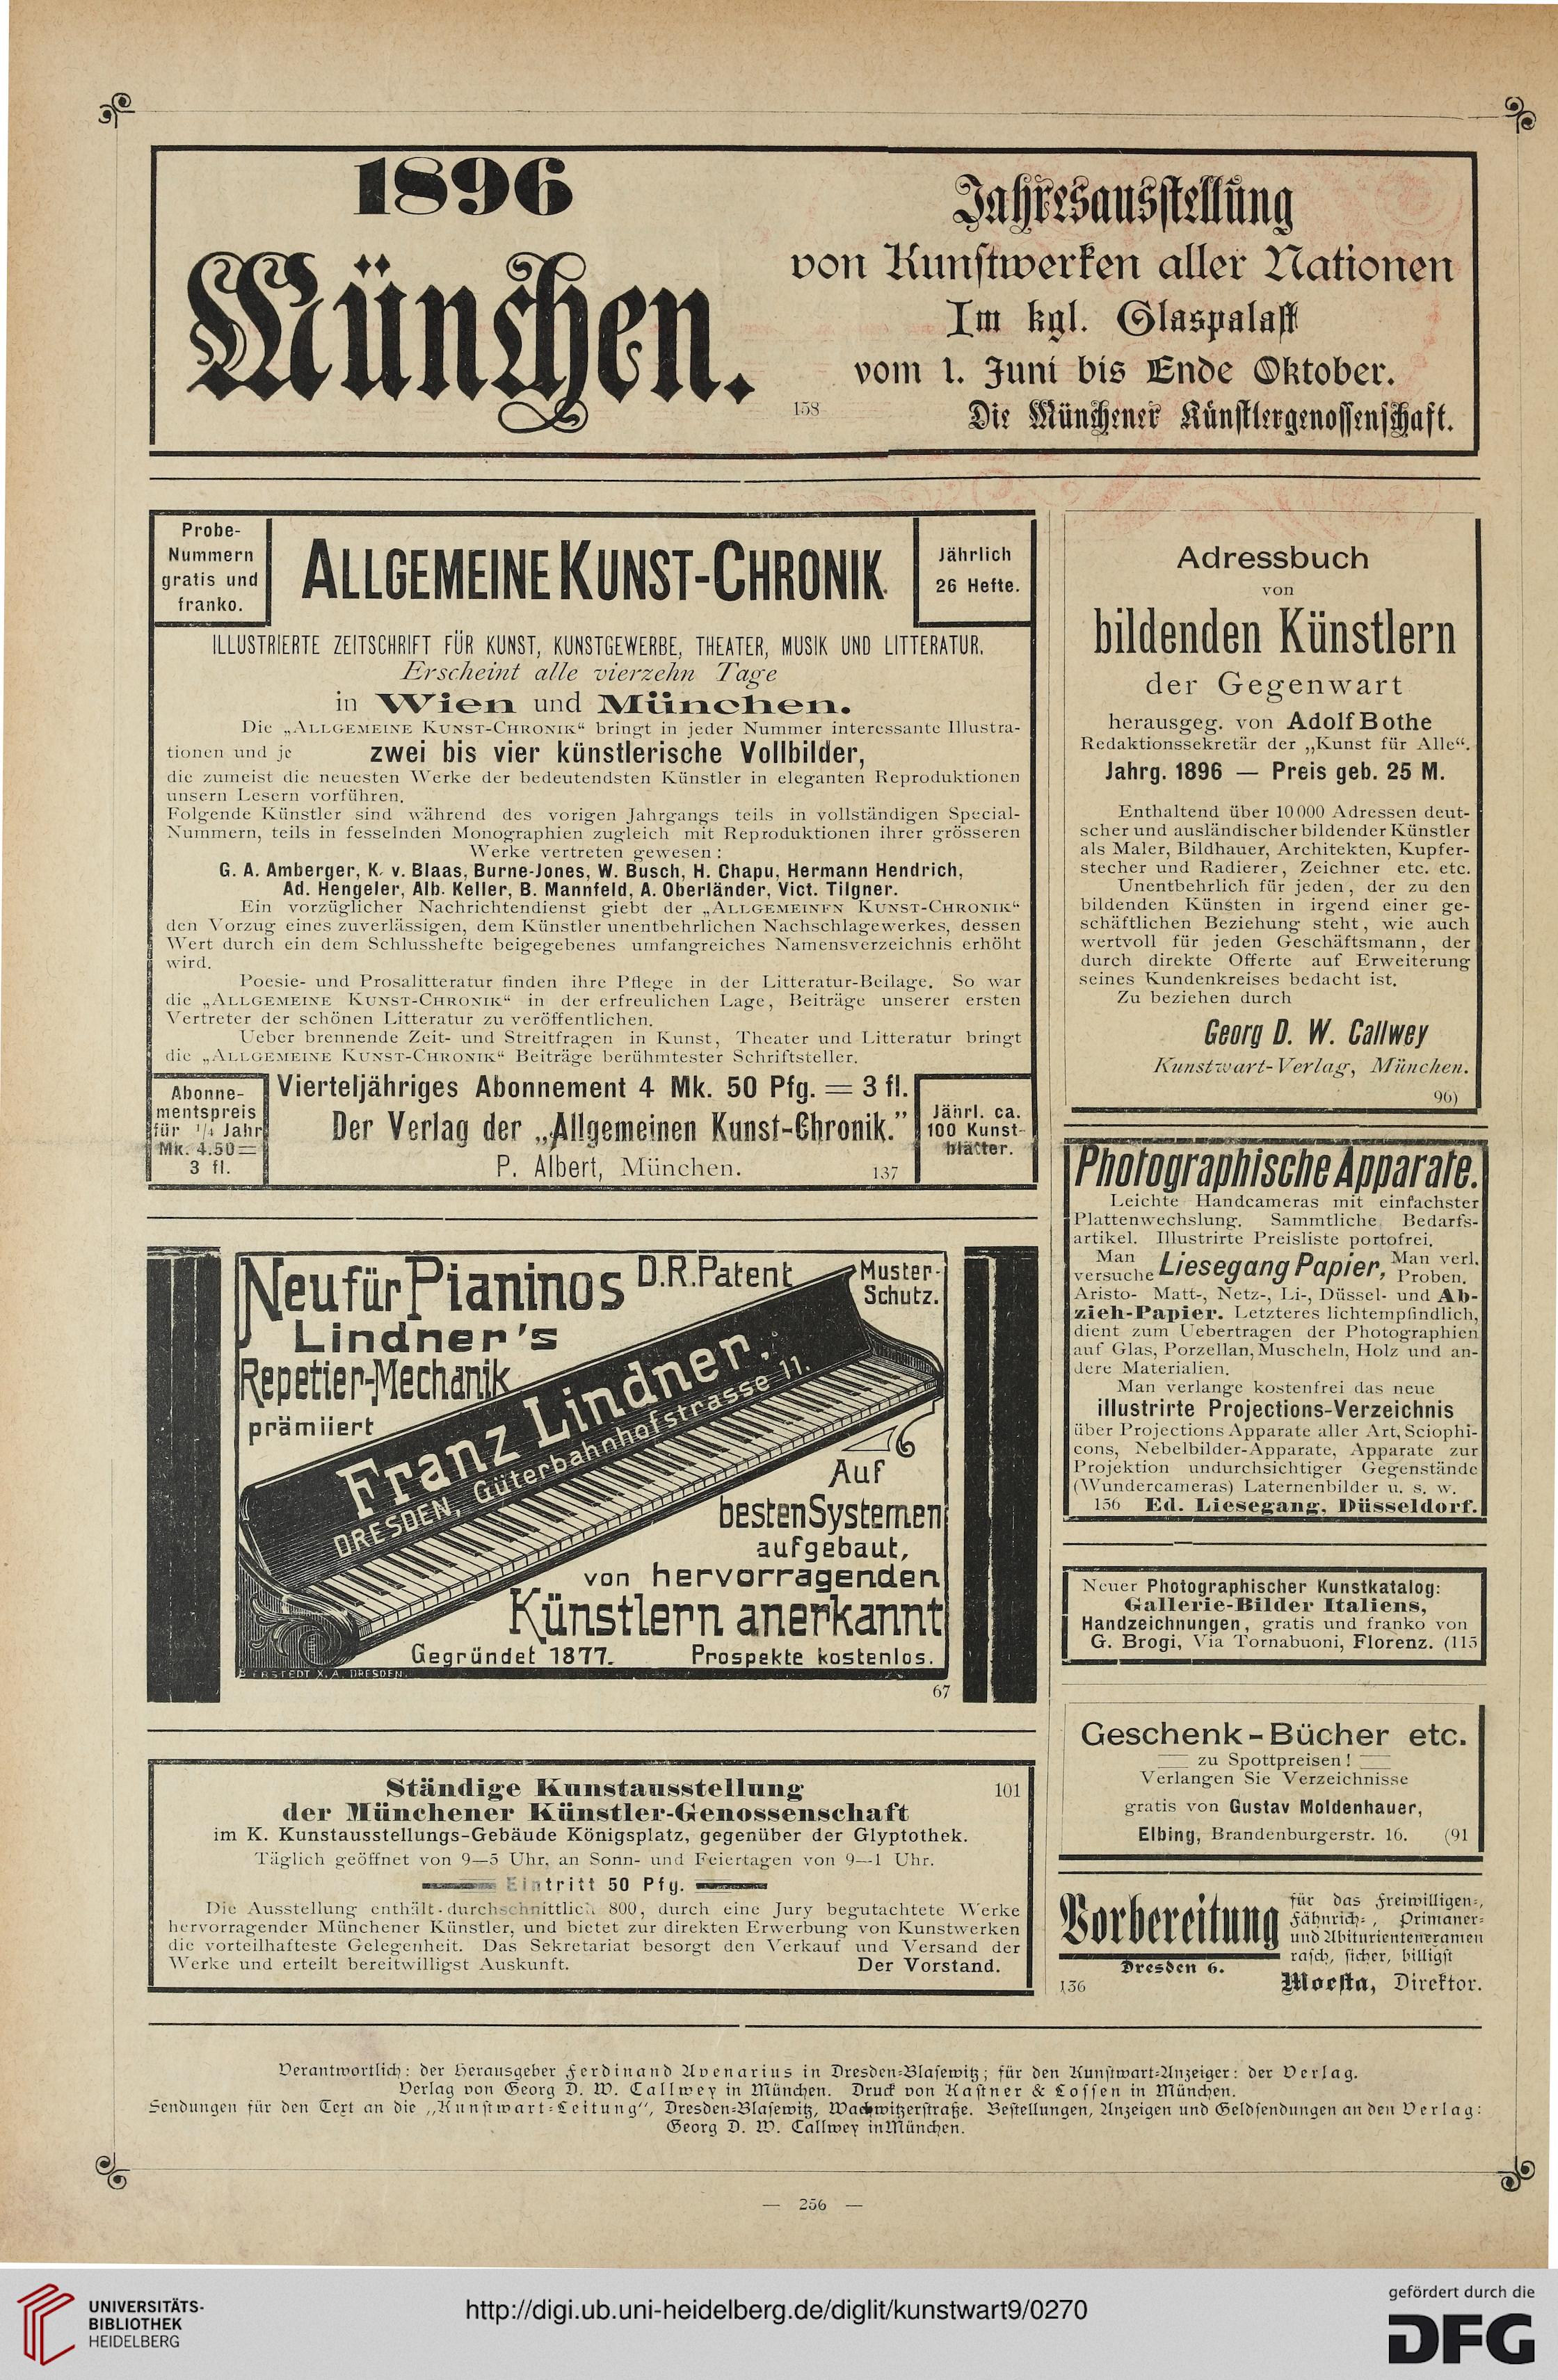 1896
München.
Jahresausstellung
von Kunstwerken aller Nationen
Im kgl. Glaspalast
vom 1. Juni bis Ende Oktober.
158
Die Münchener Künstlergenossenschaft.
Probe-
Nummern
gratis und
franko.
ALLGEMEINE KUNST-CHRONIK.
Jährlich
26 Hefte.
ILLUSTRIERTE ZEITSCHRIFT FÜR KUNST, KUNSTGEWERBE, THEATER, MUSIK UND LITTERATUR.
Erscheint alle vierzehn Tage
in Wien und München.
Die „ALLGEMEINE KUNST-CHRONIK“ bringt in jeder Nummer interessante Illustra-
tionen und je zwei bis vier künstlerische Vollbilder,
die zumeist die neuesten Werke der bedeutendsten Künstler in eleganten Reproduktionen
unsern Lesern vorführen.
Folgende Künstler sind während des vorigen Jahrgangs teils in vollständigen Special-
Nummern, teils in fesselnden Monographien zugleich mit Reproduktionen ihrer grösseren
Werke vertreten gewesen:
G. A. Amberger, K. v. Blaas, Burne-Jones, W. Busch, H. Chapu, Hermann Hendrich,
Ad. Hengeler, Alb. Keller, B. Mannfeld, A. Oberländer, Vict. Tilgner.
Ein vorzüglicher Nachrichtendienst giebt der „ALLGEMEINEN KUNST-CHRONIK“
den Vorzug eines zuverlässigen, dem Künstler unentbehrlichen Nachschlagewerkes, dessen
Wert durch ein dem Schlusshefte beigegebenes umfangreiches Namensverzeichnis erhöht
wird.
Poesie- und Prosalitteratur finden ihre Pflege in der Litteratur-Beilage. So war
die „ALLGEMEINE KUNST-CHRONIK“ in der erfreulichen Lage, Beiträge unserer ersten
Vertreter der schönen Litteratur zu veröffentlichen.
Ueber brennende Zeit- und Streitfragen in Kunst, Theater und Litteratur bringt
die „ALLGEMEINE KUNST-CHRONIK“ Beiträge berühmtester Schriftsteller.
Abonne-
mentspreis
für ¼ Jahr
Mk. 4.50=
3 fl.
Vierteljähriges Abonnement 4 Mk. 50 Pfg. = 3 fl.
Der Verlag der „Allgemeinen Kunst-Chronik.”
P. Albert, München. 137
Jährl. ca.
100 Kunst-
blätter.
Neu für Pianinos D.R.Patent
Muster-
Schutz.
Lindner's
Repetier-Mechanik
prämiiert
Franz Lindner.
DRESDEN, Güterbahnhofstrasse 11.
Auf
besten Systemen
aufgebaut,
von hervorragenden
Künstlern anerkannt
Gegründet 1877. Prospekte kostenlos.
X. A. DRESDEN.
67
Ständige Kunstausstellung 101
der Münchener Künstler-Genossenschaft
im K. Kunstausstellungs-Gebäude Königsplatz, gegenüber der Glyptothek.
Täglich geöffnet von 9—5 Uhr, an Sonn- und Feiertagen von 9—1 Uhr.
Eintritt 50 Pfg.
Die Ausstellung enthält durchschnittlich 800, durch eine Jury begutachtete Werke
hervorragender Münchener Künstler, und bietet zur direkten Erwerbung von Kunstwerken
die vorteilhafteste Gelegenheit. Das Sekretariat besorgt den Verkauf und Versand der
Werke und erteilt bereitwilligst Auskunft. Der Vorstand.
Adressbuch
von
bildenden Künstlern
der Gegenwart
herausgeg. von Adolf Bothe
Redaktionssekretär der „Kunst für Alle“.
Jahrg. 1896 — Preis geb. 25 M.
Enthaltend über 10000 Adressen deut-
scher und ausländischer bildender Künstler
als Maler, Bildhauer, Architekten, Kupfer-
stecher und Radierer, Zeichner etc. etc.
Unentbehrlich für jeden, der zu den
bildenden Künsten in irgend einer ge-
schäftlichen Beziehung steht, wie auch
wertvoll für jeden Geschäftsmann, der
durch direkte Offerte auf Erweiterung
seines Kundenkreises bedacht ist.
Zu beziehen durch
Georg D. W. Callwey
Kunstwart-Verlag, München.
96)
Photographische Apparate.
Leichte Handcameras mit einfachster
Plattenwechslung. Sammtliche Bedarfs-
artikel. Illustrirte Preisliste portofrei.
Man versuche Liesegang Papier, Man verl. Proben.
Aristo- Matt-, Netz-, Li-, Düssel- und Ab-
zieh-Papier. Letzteres lichtempfindlich,
dient zum Uebertragen der Photographien
auf Glas, Porzellan, Muscheln, Holz und an-
dere Materialien.
Man verlange kostenfrei das neue
illustrirte Projections-Verzeichnis
über Projections Apparate aller Art, Sciophi-
cons, Nebelbilder-Apparate, Apparate zur
Projektion undurchsichtiger Gegenstände
(Wundercameras) Laternenbilder u. s. w.
156 Ed. Liesegang, Düsseldorf.
Neuer Photographischer Kunstkatalog:
Gallerie-Bilder Italiens,
Handzeichnungen, gratis und franko von
G. Brogi, Via Tornabuoni, Florenz. (115
Geschenk-Bücher etc.
zu Spottpreisen!
Verlangen Sie Verzeichnisse
gratis von Gustav Moldenhauer,
Elbing, Brandenburgerstr. 16. (91
Vorbereitung
für das Freiwilligen-,
Fähnrich-, Primaner-
und Abiturientenexamen
rasch, sicher, billigst
Dresden 6.
136 Moesta, Direktor.
Verantwortlich: der Herausgeber Ferdinand Avenarius in Dresden-Blasewitz; für den Kunstwart-Anzeiger: der Verlag.
Verlag von Georg D. W. Callwey in München. Druck von Kastner & Lossen in München.
Sendungen für den Text an die „Kunstwart-Leitung“, Dresden-Blasewitz, Wachwitzerstraße. Bestellungen, Anzeigen und Geldsendungen an den Verlag:
Georg D. W. Callwey in München.
— 256 —
UNIVERSITÄTS-
BIBLIOTHEK
HEIDELBERG
http://digi.ub.uni-heidelberg.de/diglit/kunstwart9/0270
gefördert durch die
DFG